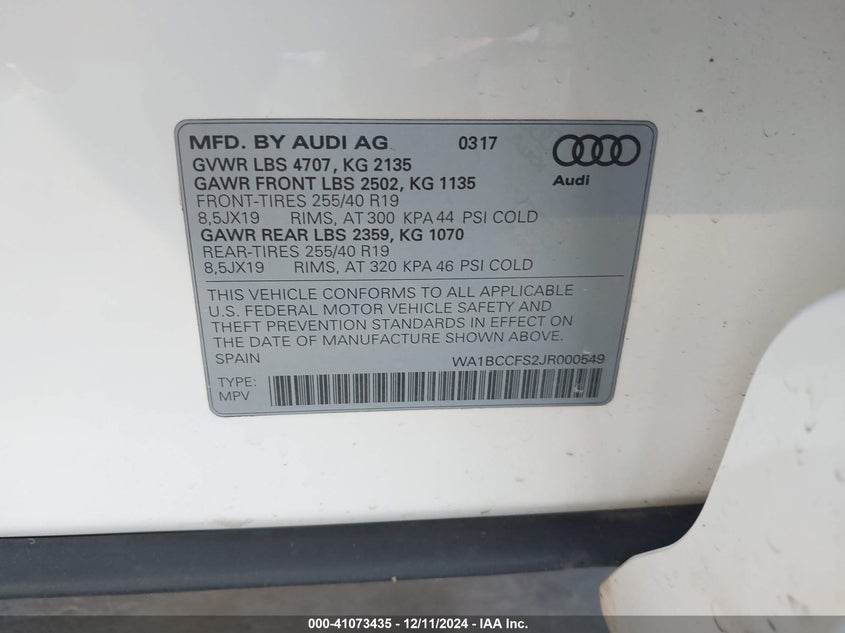 MFD. BY AUDI AG 0317
GVWR LBS 4707, KG 2135
GAWR FRONT LBS 2502, KG 1135
FRONT-TIRES 255/40 R19
8,5JX19 RIMS, AT 300 KPA 44 PSI COLD
GAWR REAR LBS 2359, KG 1070
REAR-TIRES 255/40 R19
8,5JX19 RIMS, AT 320 KPA 46 PSI COLD
Audi
THIS VEHICLE CONFORMS TO ALL APPLICABLE
U.S. FEDERAL MOTOR VEHICLE SAFETY AND
THEFT PREVENTION STANDARDS IN EFFECT ON
THE DATE OF MANUFACTURE SHOWN ABOVE.
SPAIN WA1BCCFS2JR000549
TYPE:
MPV
000-41073435 - 12/11/2024 - IAA Inc.